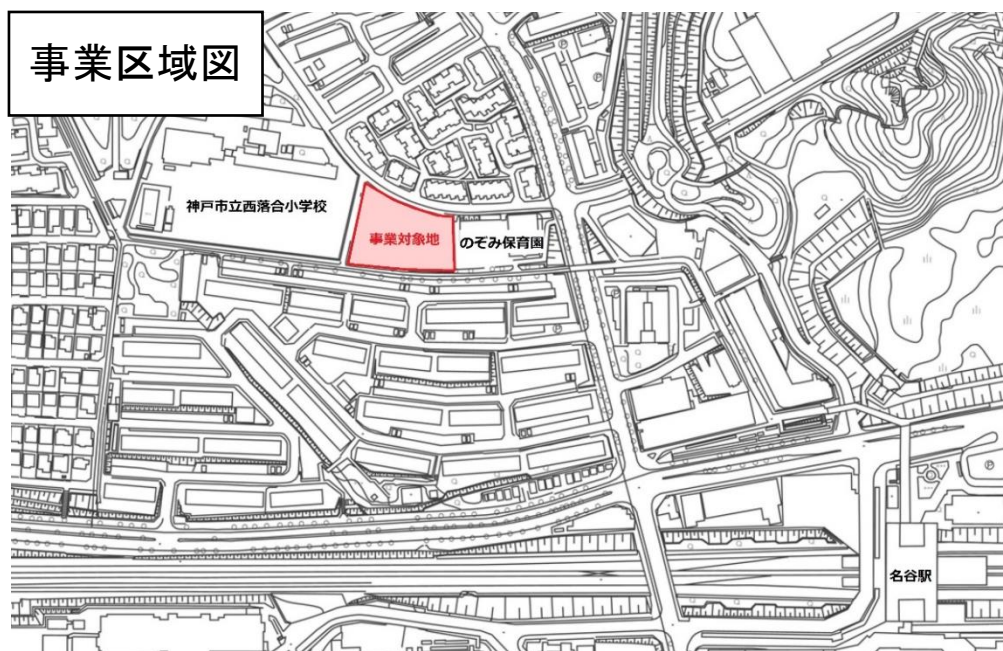 事業区域図
神戸市立西落合小学校
事業対象地
のぞみ保育園
名谷駅